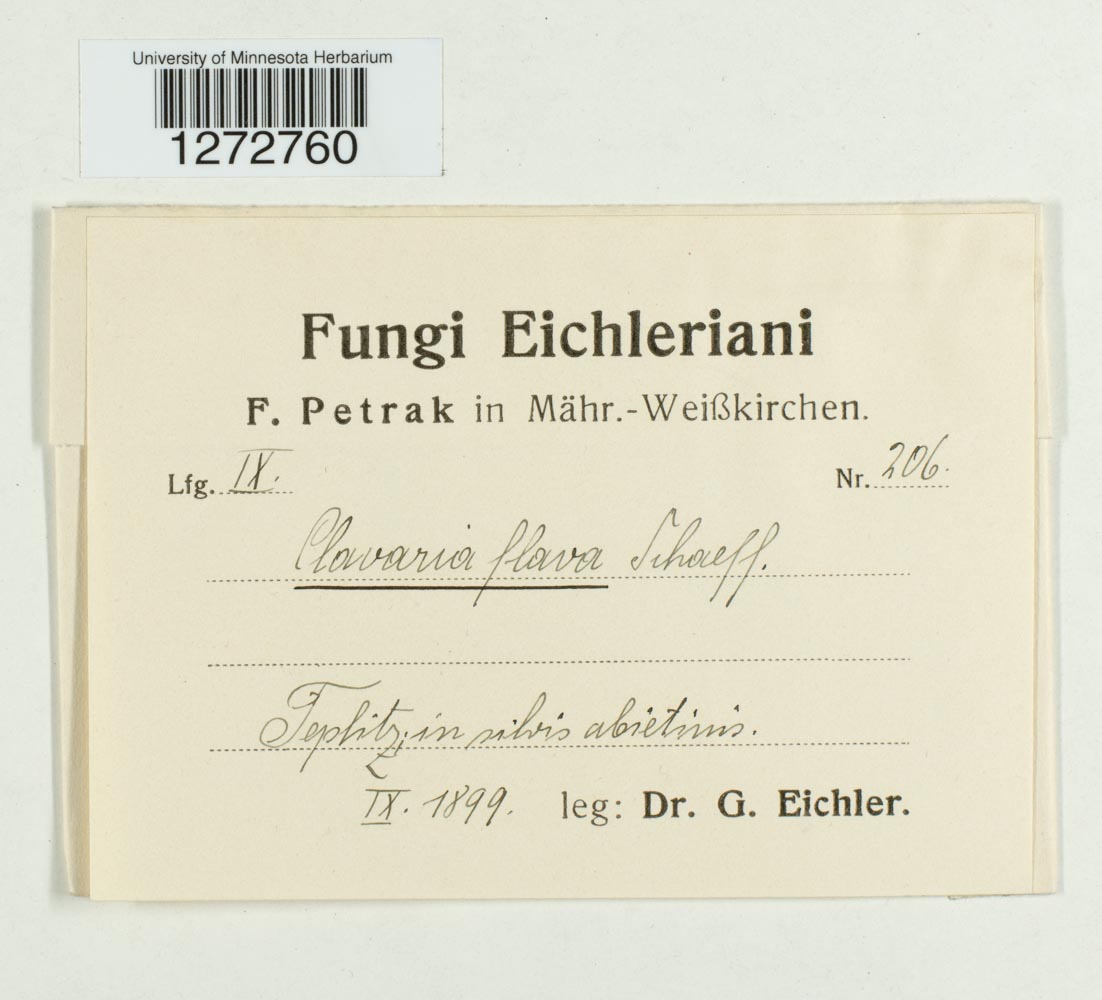 University of Minnesota Herbarium
1272760
Fungi Eichleriani
F. Petrak in Mähr.-Weißkirchen.
Lfg. IX. Nr. 206.
Clavaria flava Schaeff.
Teplitz; in silvis abietinis.
IX. 1899. leg: Dr. G. Eichler.